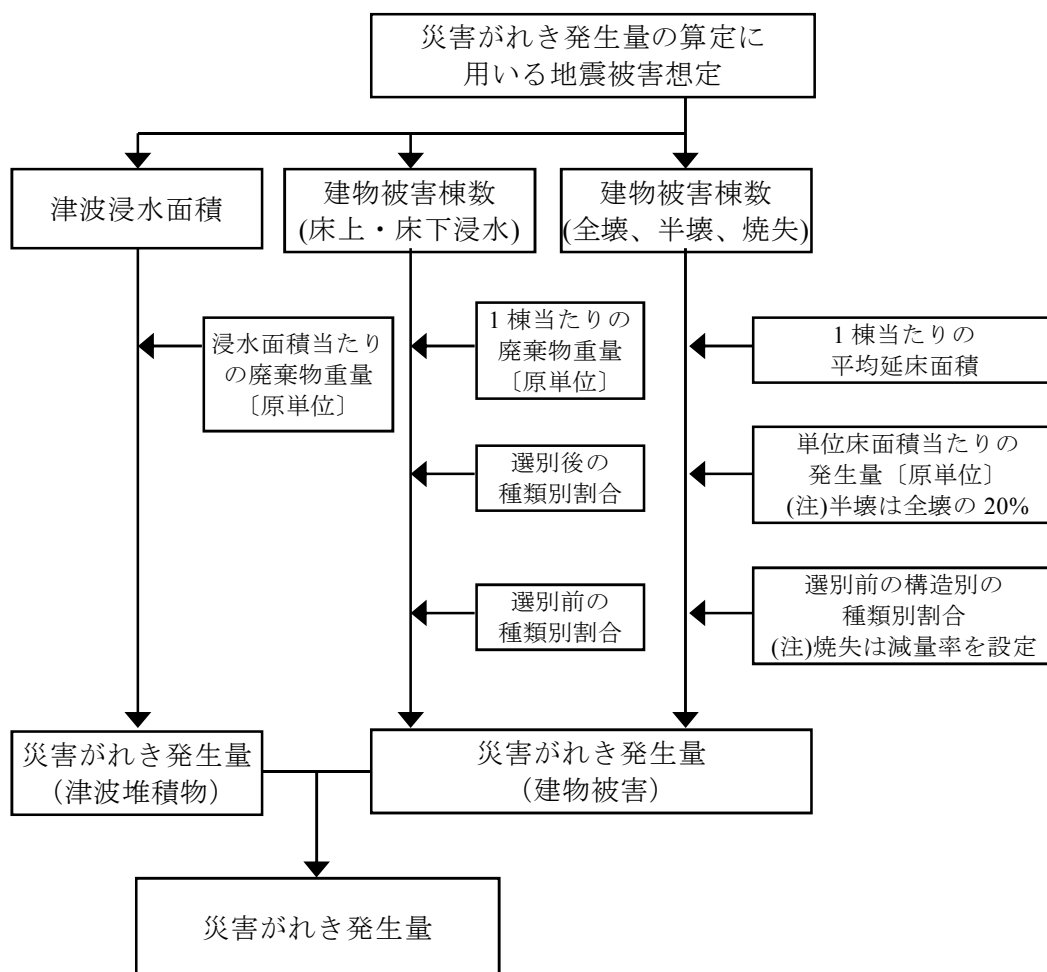 災害がれき発生量の算定に
用いる地震被害想定
津波浸水面積
建物被害棟数
(床上・床下浸水)
建物被害棟数
(全壊、半壊、焼失)
浸水面積当たり
の廃棄物重量
〔原単位〕
1 棟当たりの
廃棄物重量
〔原単位〕
1 棟当たりの
平均延床面積
選別後の
種類別割合
単位床面積当たりの
発生量〔原単位〕
(注)半壊は全壊の 20%
選別前の
種類別割合
選別前の構造別の
種類別割合
(注)焼失は減量率を設定
災害がれき発生量
（津波堆積物）
災害がれき発生量
（建物被害）
災害がれき発生量